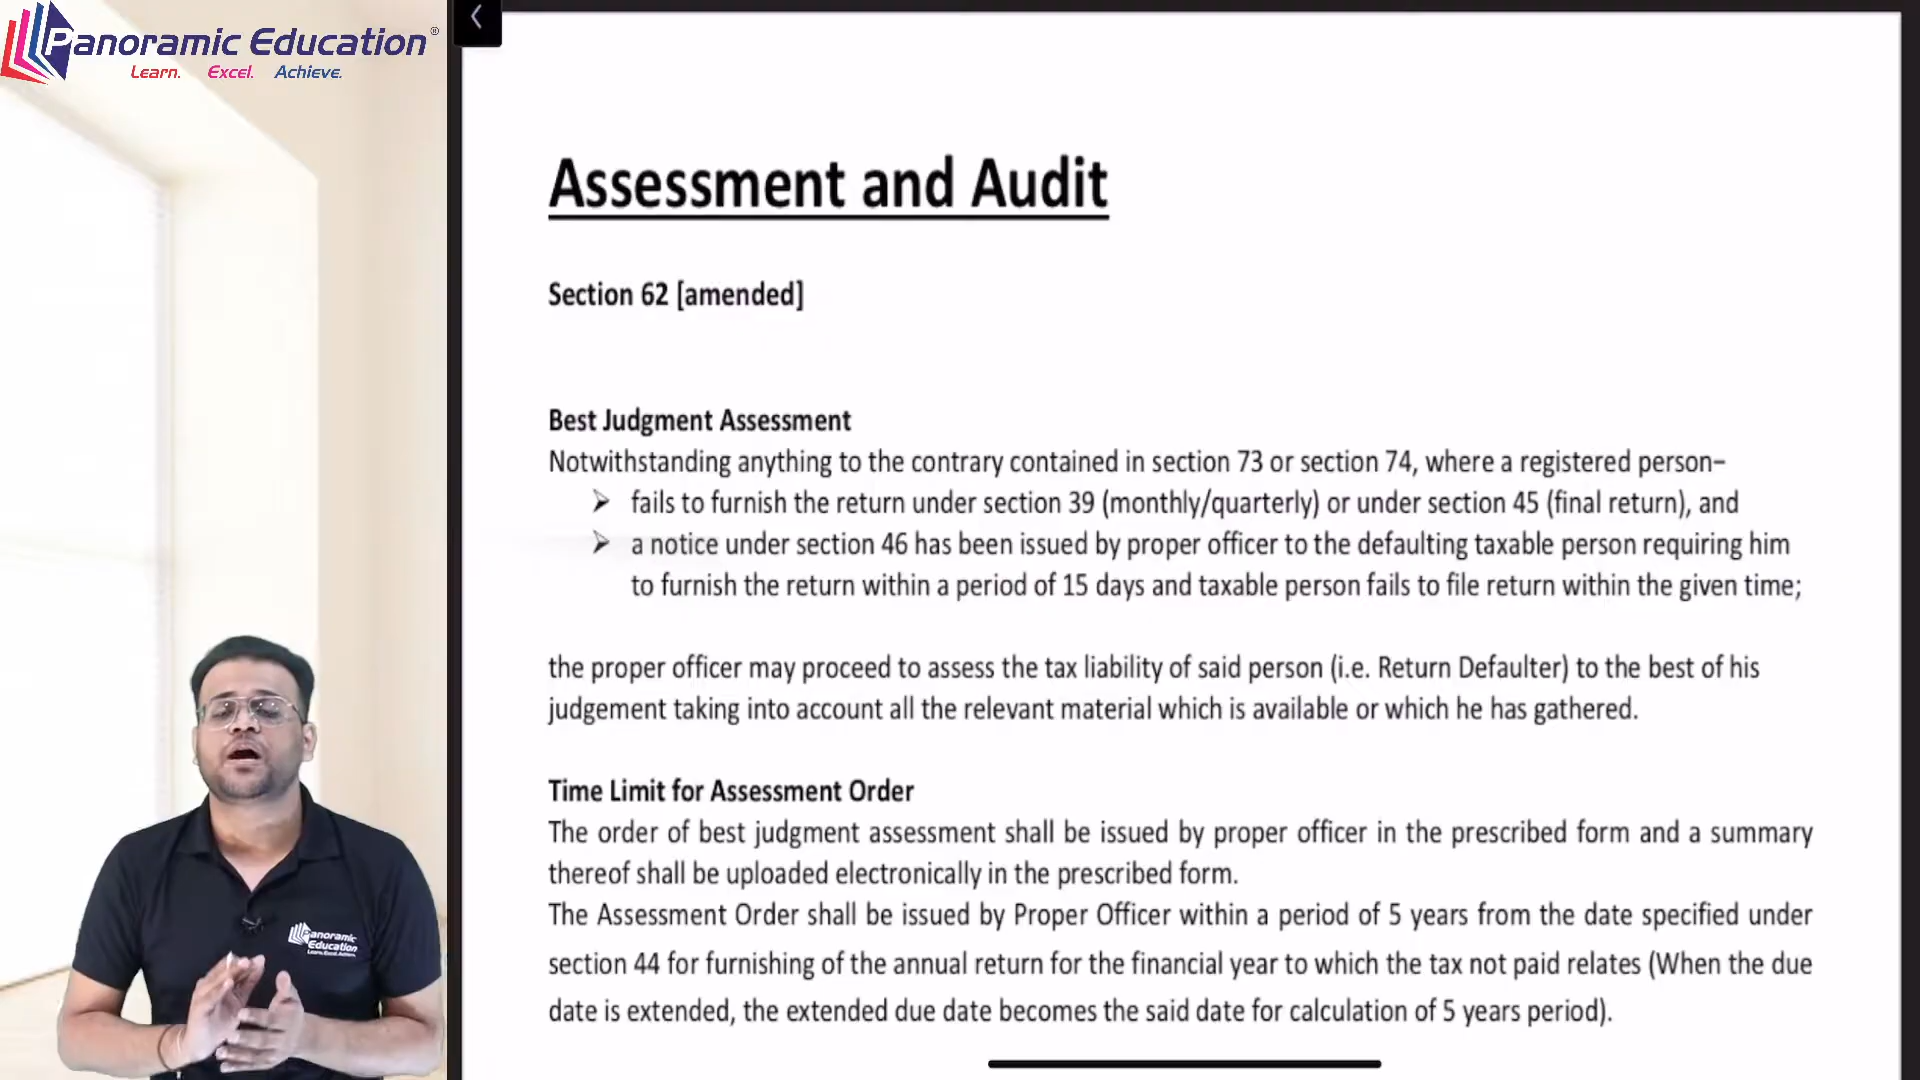 Panoramic Education®
Learn. Excel. Achieve.
Assessment and Audit
Section 62 [amended]
Best Judgment Assessment
Notwithstanding anything to the contrary contained in section 73 or section 74, where a registered person–
➢ fails to furnish the return under section 39 (monthly/quarterly) or under section 45 (final return), and
➢ a notice under section 46 has been issued by proper officer to the defaulting taxable person requiring him
to furnish the return within a period of 15 days and taxable person fails to file return within the given time;
the proper officer may proceed to assess the tax liability of said person (i.e. Return Defaulter) to the best of his
judgement taking into account all the relevant material which is available or which he has gathered.
Time Limit for Assessment Order
The order of best judgment assessment shall be issued by proper officer in the prescribed form and a summary
thereof shall be uploaded electronically in the prescribed form.
The Assessment Order shall be issued by Proper Officer within a period of 5 years from the date specified under
section 44 for furnishing of the annual return for the financial year to which the tax not paid relates (When the due
date is extended, the extended due date becomes the said date for calculation of 5 years period).
Panoramic
Education
Learn. Excel. Achieve.